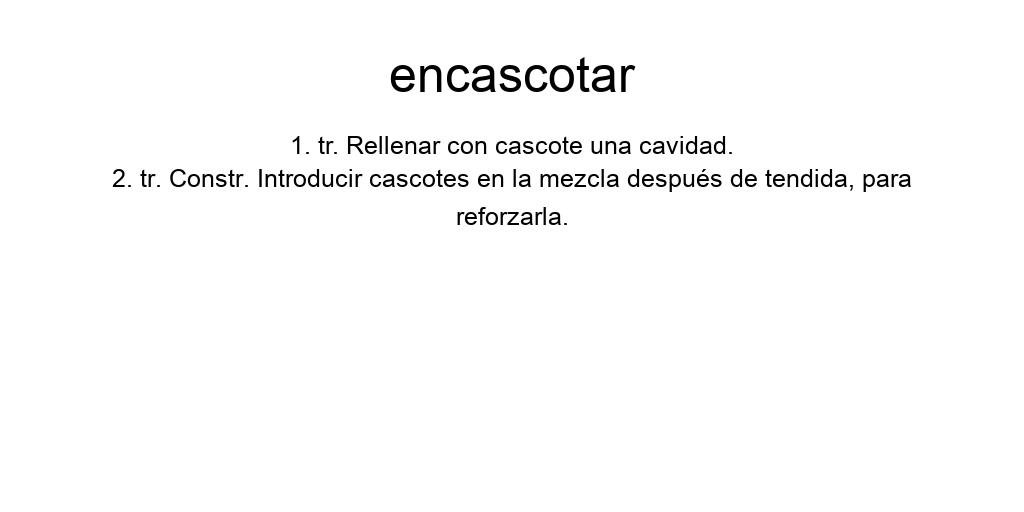 encascotar
1. tr. Rellenar con cascote una cavidad.
2. tr. Constr. Introducir cascotes en la mezcla después de tendida, para
reforzarla.